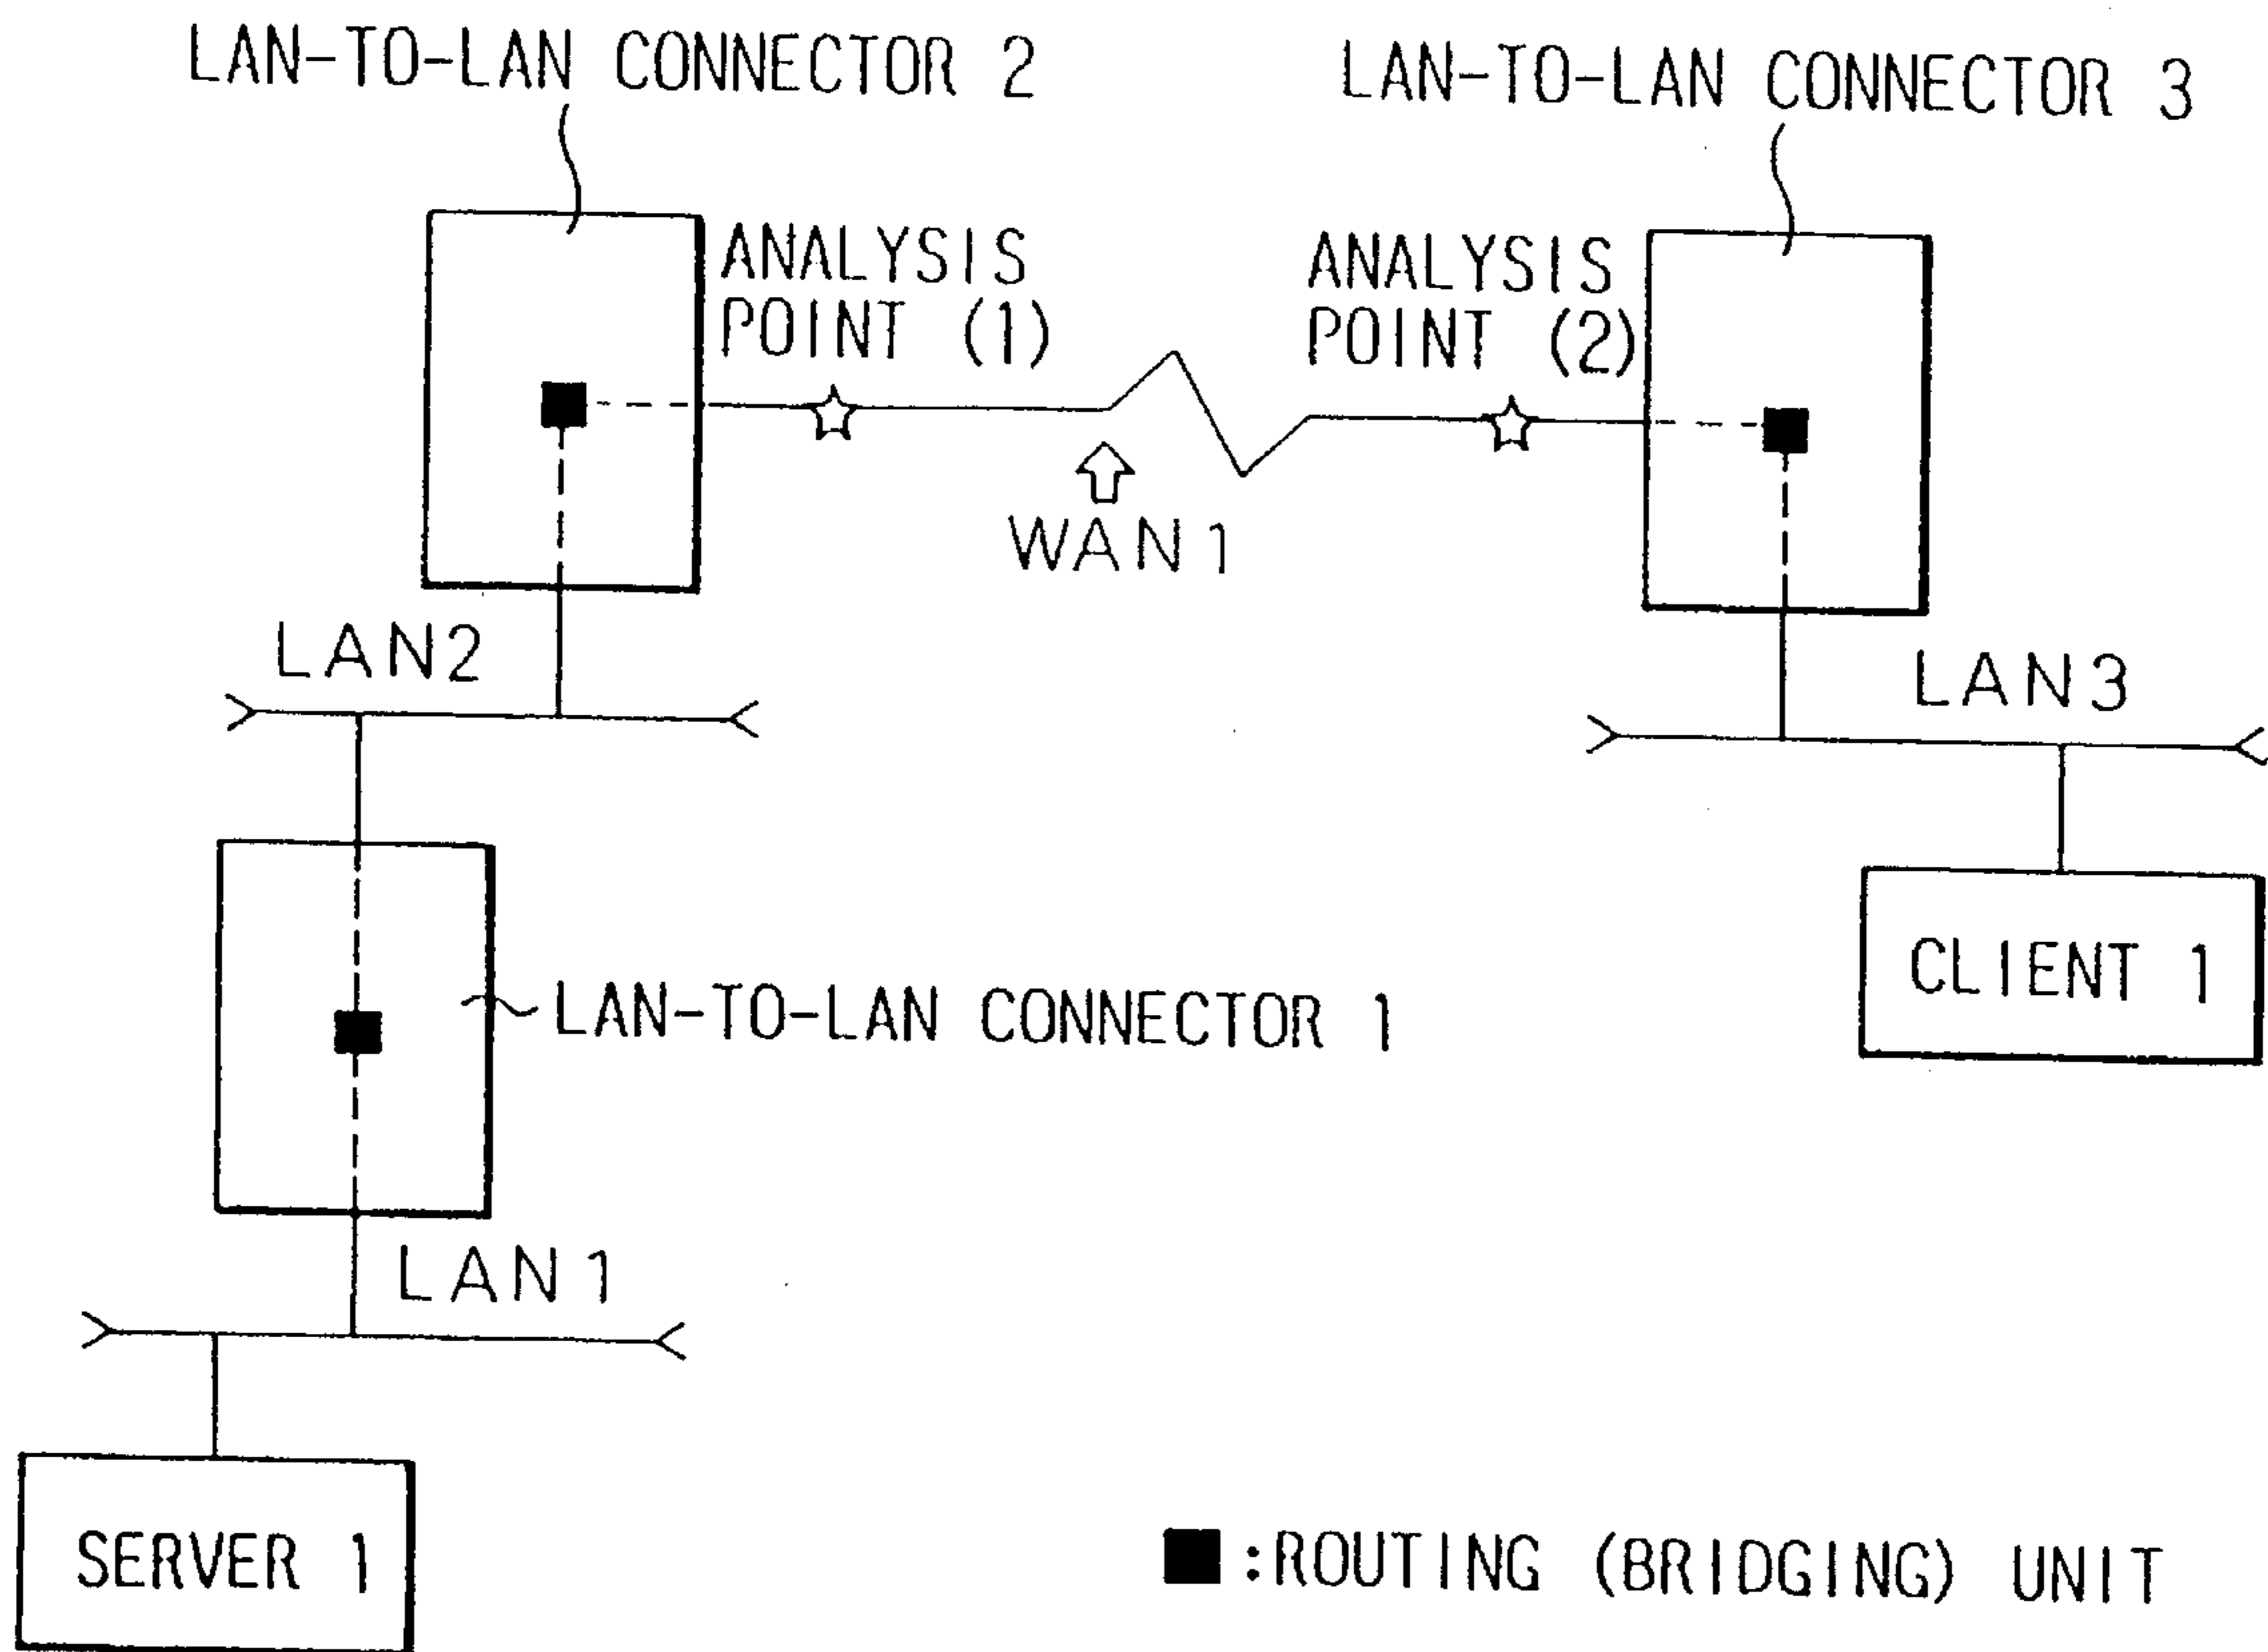 LAN-TO-LAN CONNECTOR 2
LAN-TO-LAN CONNECTOR 3
ANALYSIS
POINT (1)
ANALYSIS
POINT (2)
WAN1
LAN2
LAN3
CLIENT 1
LAN-TO-LAN CONNECTOR 1
LAN1
SERVER 1
:ROUTING (BRIDGING) UNIT